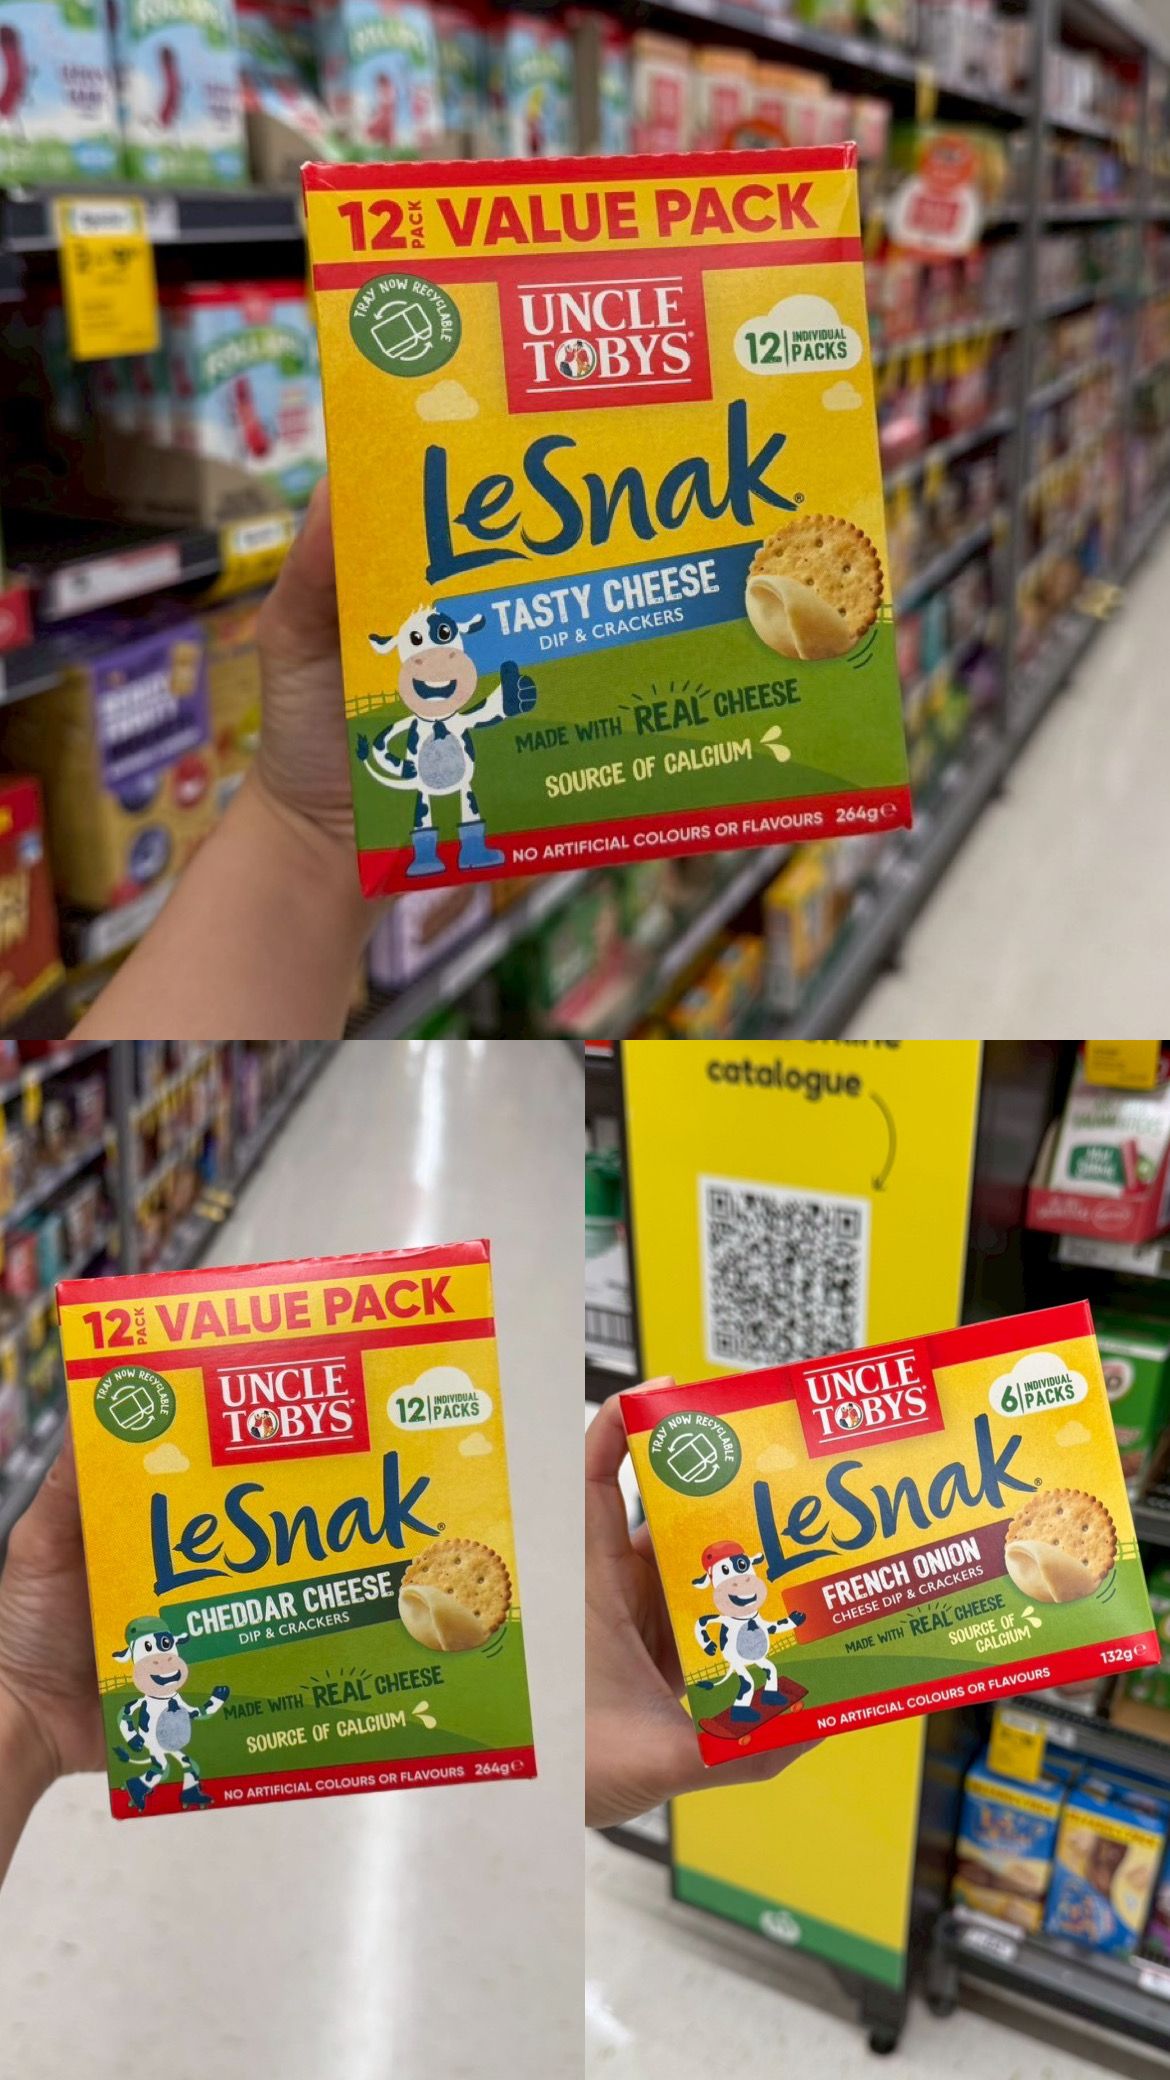 12 PACK VALUE PACK
TRAY NOW RECYCLABLE
UNCLE
TOBYS®
12 INDIVIDUAL
PACKS
LeSnak®
TASTY CHEESE
DIP & CRACKERS
MADE WITH REAL CHEESE
SOURCE OF CALCIUM
NO ARTIFICIAL COLOURS OR FLAVOURS 264g℮
12 PACK VALUE PACK
TRAY NOW RECYCLABLE
UNCLE
TOBYS®
12 INDIVIDUAL
PACKS
LeSnak®
CHEDDAR CHEESE
DIP & CRACKERS
MADE WITH REAL CHEESE
SOURCE OF CALCIUM
NO ARTIFICIAL COLOURS OR FLAVOURS 264g℮
catalogue
TRAY NOW RECYCLABLE
UNCLE
TOBYS®
6 INDIVIDUAL
PACKS
LeSnak®
FRENCH ONION
CHEESE DIP & CRACKERS
MADE WITH REAL CHEESE
SOURCE OF
CALCIUM
NO ARTIFICIAL COLOURS OR FLAVOURS 132g℮